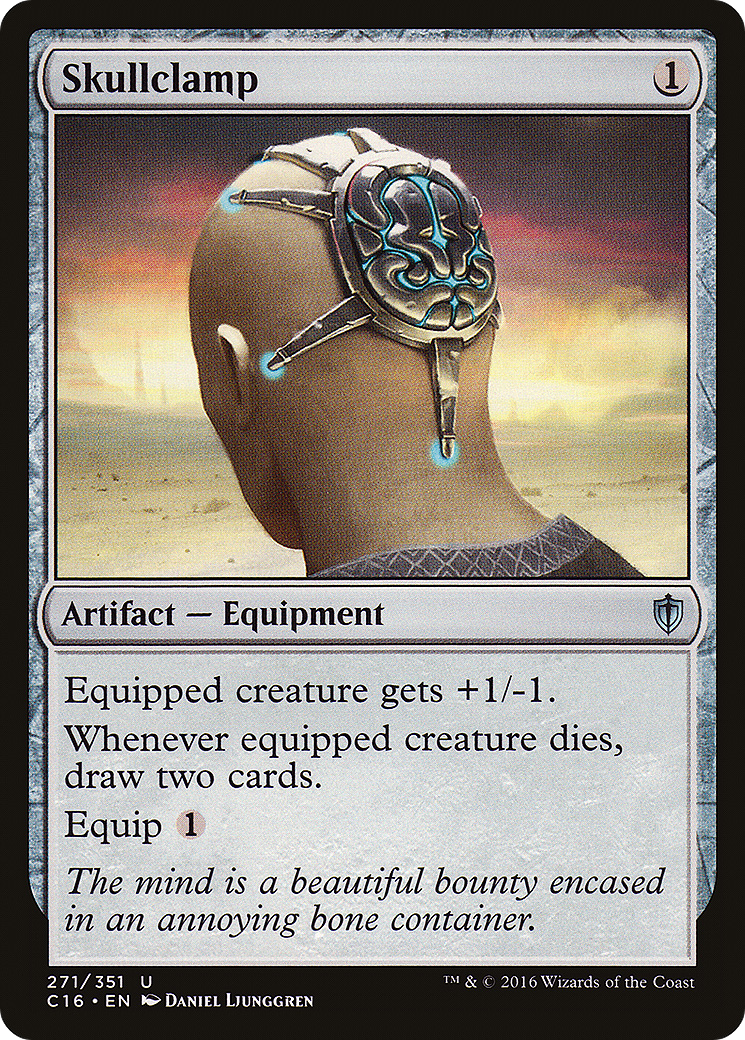 Skullclamp 1
Artifact — Equipment
Equipped creature gets +1/-1.
Whenever equipped creature dies,
draw two cards.
Equip 1
The mind is a beautiful bounty encased
in an annoying bone container.
271/351 U
C16 • EN Daniel Ljunggren
™ & © 2016 Wizards of the Coast